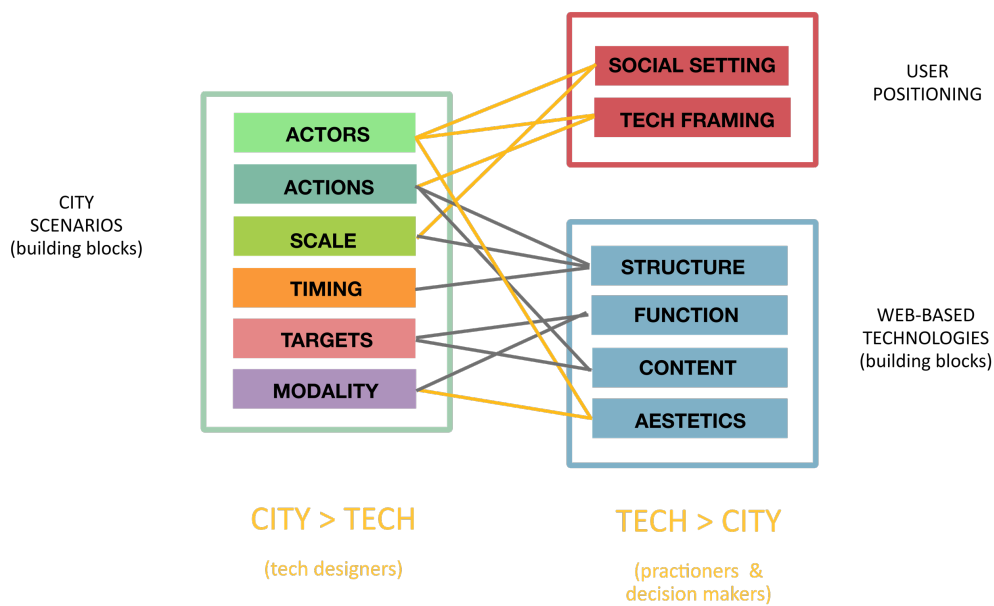 CITY
SCENARIOS
(building blocks)
ACTORS
ACTIONS
SCALE
TIMING
TARGETS
MODALITY
SOCIAL SETTING
TECH FRAMING
USER
POSITIONING
STRUCTURE
FUNCTION
CONTENT
AESTETICS
WEB-BASED
TECHNOLOGIES
(building blocks)
CITY > TECH
(tech designers)
TECH > CITY
(practioners &
decision makers)